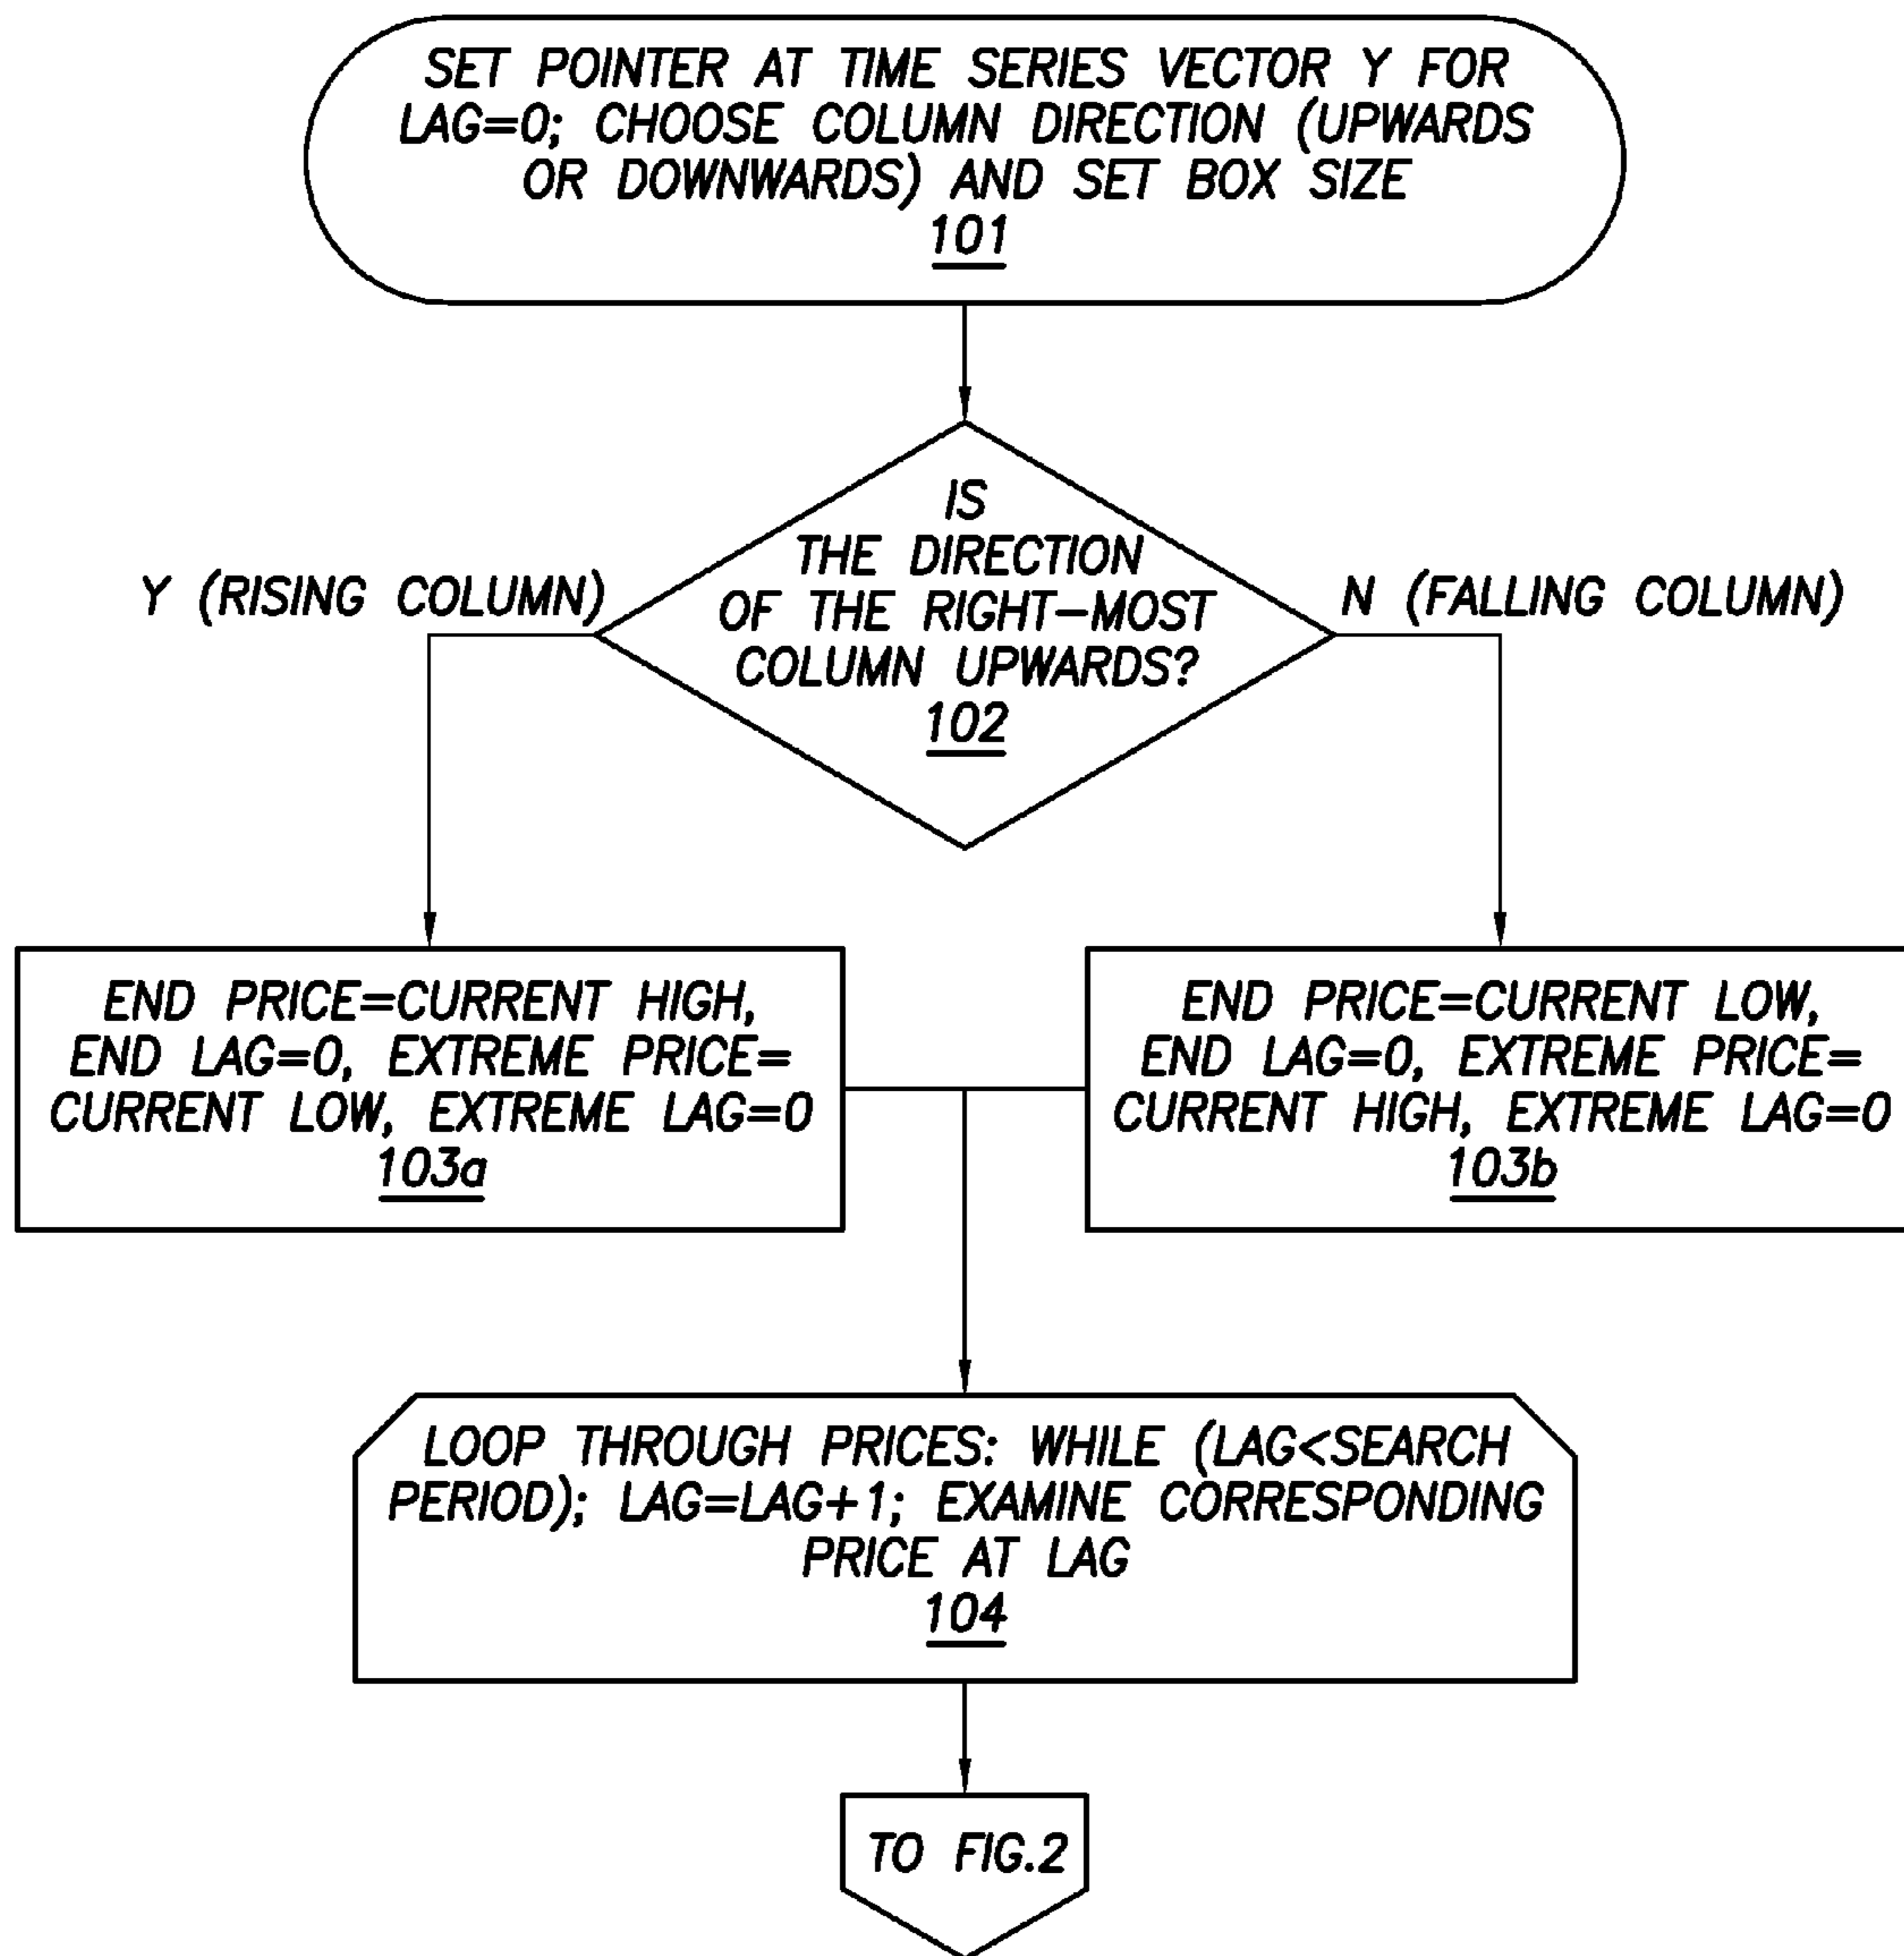 SET POINTER AT TIME SERIES VECTOR Y FOR
LAG=0; CHOOSE COLUMN DIRECTION (UPWARDS
OR DOWNWARDS) AND SET BOX SIZE
101
IS
THE DIRECTION
OF THE RIGHT-MOST
COLUMN UPWARDS?
102
Y (RISING COLUMN)
N (FALLING COLUMN)
END PRICE=CURRENT HIGH,
END LAG=0, EXTREME PRICE=
CURRENT LOW, EXTREME LAG=0
103a
END PRICE=CURRENT LOW,
END LAG=0, EXTREME PRICE=
CURRENT HIGH, EXTREME LAG=0
103b
LOOP THROUGH PRICES: WHILE (LAG<SEARCH
PERIOD); LAG=LAG+1; EXAMINE CORRESPONDING
PRICE AT LAG
104
TO FIG.2